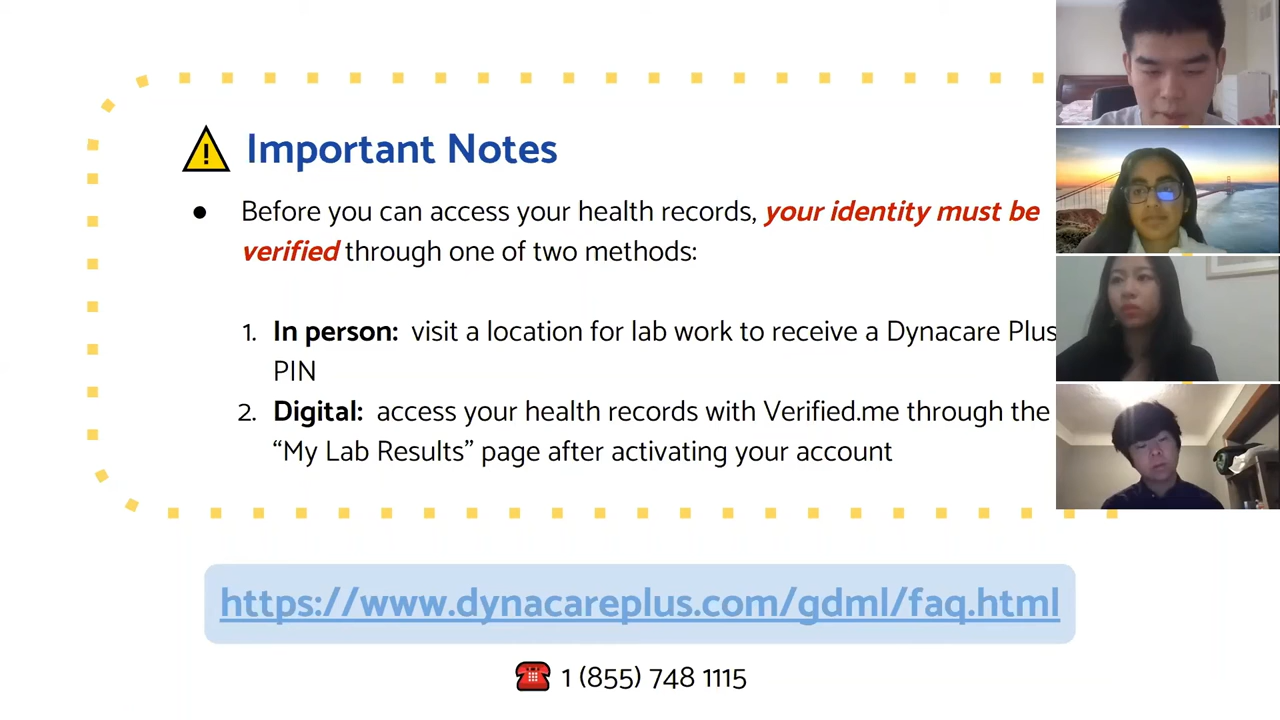 Important Notes
● Before you can access your health records, your identity must be
verified through one of two methods:
1. In person: visit a location for lab work to receive a Dynacare Plus
PIN
2. Digital: access your health records with Verified.me through the
“My Lab Results” page after activating your account
https://www.dynacareplus.com/gdml/faq.html
1 (855) 748 1115